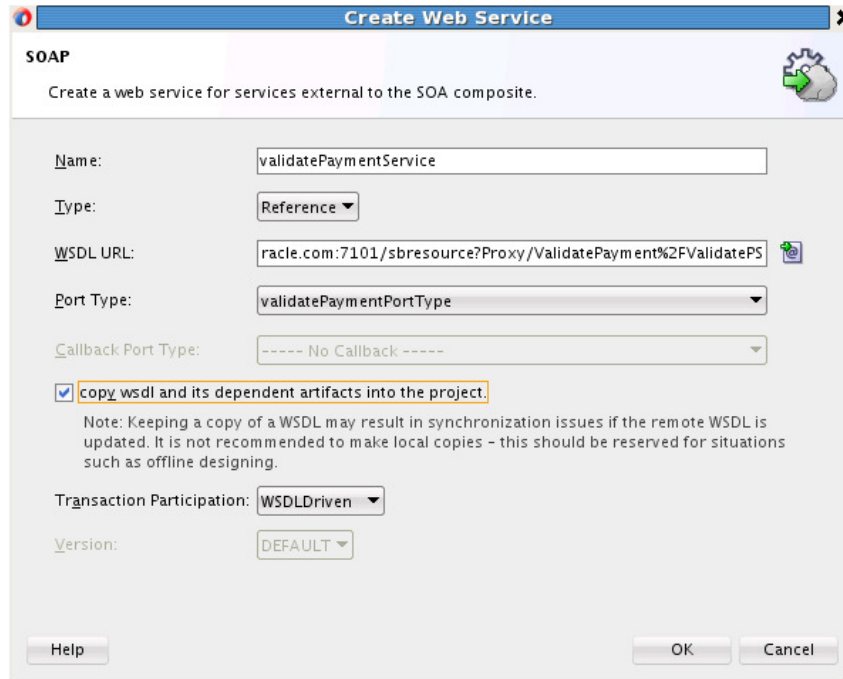 Create Web Service
SOAP
Create a web service for services external to the SOA composite.
Name: validatePaymentService
Type: Reference
WSDL URL: racle.com:7101/sbresource?Proxy/ValidatePayment%2FValidatePS
Port Type: validatePaymentPortType
Callback Port Type: ----- No Callback -----
copy wsdl and its dependent artifacts into the project.
Note: Keeping a copy of a WSDL may result in synchronization issues if the remote WSDL is
updated. It is not recommended to make local copies - this should be reserved for situations
such as offline designing.
Transaction Participation: WSDLDriven
Version: DEFAULT
Help OK Cancel